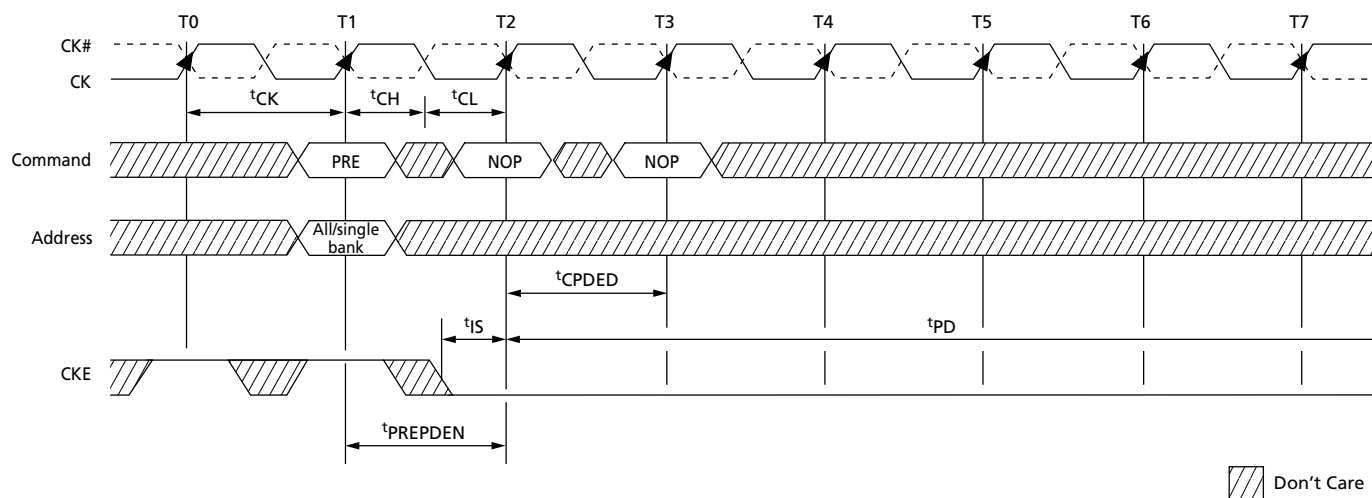 T0 T1 T2 T3 T4 T5 T6 T7
CK#
CK
tCK tCH tCL
Command PRE NOP NOP
Address All/single
bank
tCPDED
tIS tPD
CKE
tPREPDEN
Don't Care